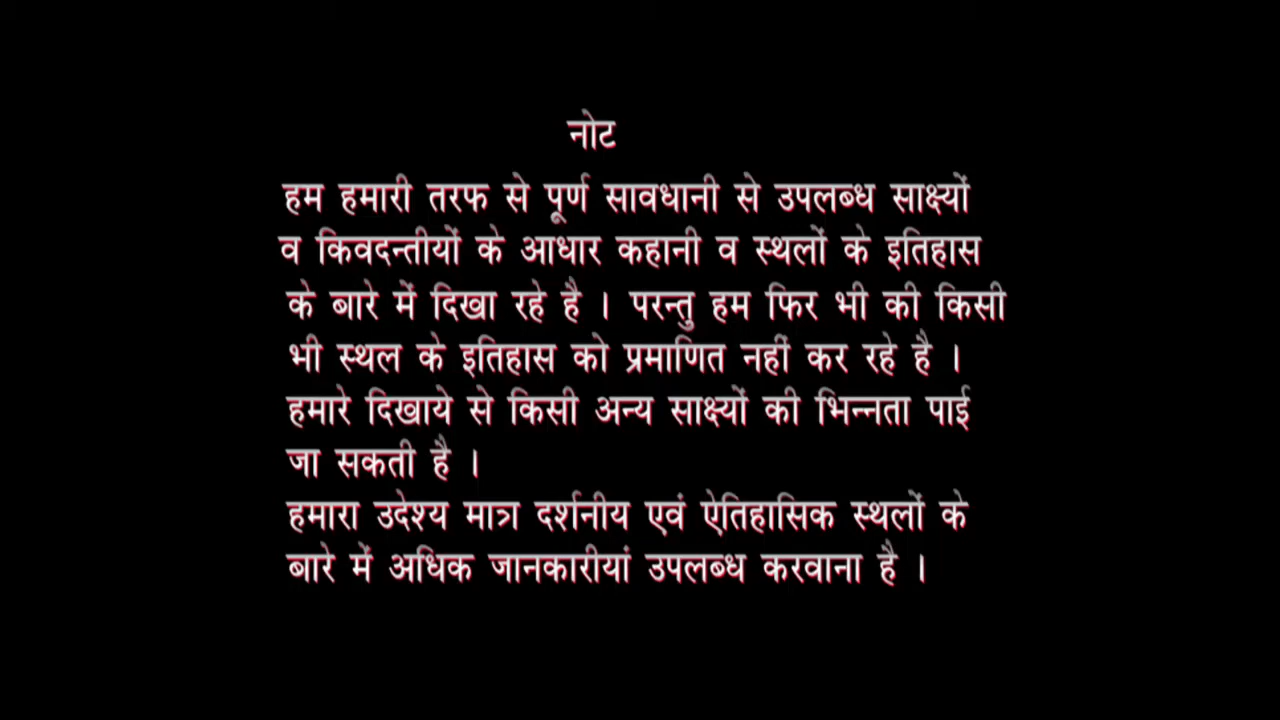 नोट
हम हमारी तरफ से पूर्ण सावधानी से उपलब्ध साक्ष्यों
व किवदन्तीयों के आधार कहानी व स्थलों के इतिहास
के बारे में दिखा रहे है । परन्तु हम फिर भी की किसी
भी स्थल के इतिहास को प्रमाणित नहीं कर रहे है ।
हमारे दिखाये से किसी अन्य साक्ष्यों की भिन्नता पाई
जा सकती है ।
हमारा उदेश्य मात्र दर्शनीय एवं ऐतिहासिक स्थलों के
बारे में अधिक जानकारीयां उपलब्ध करवाना है ।